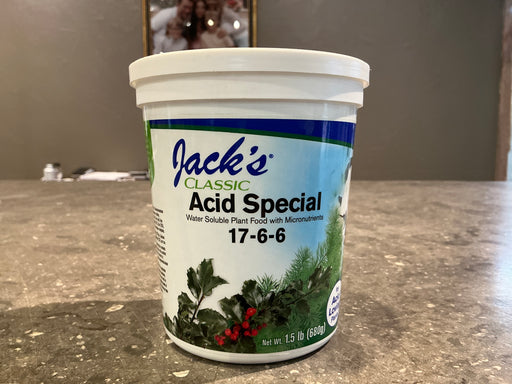 Jack's®
CLASSIC
Acid Special
Water Soluble Plant Food with Micronutrients
17-6-6
Net Wt. 1.5 lb (680g)